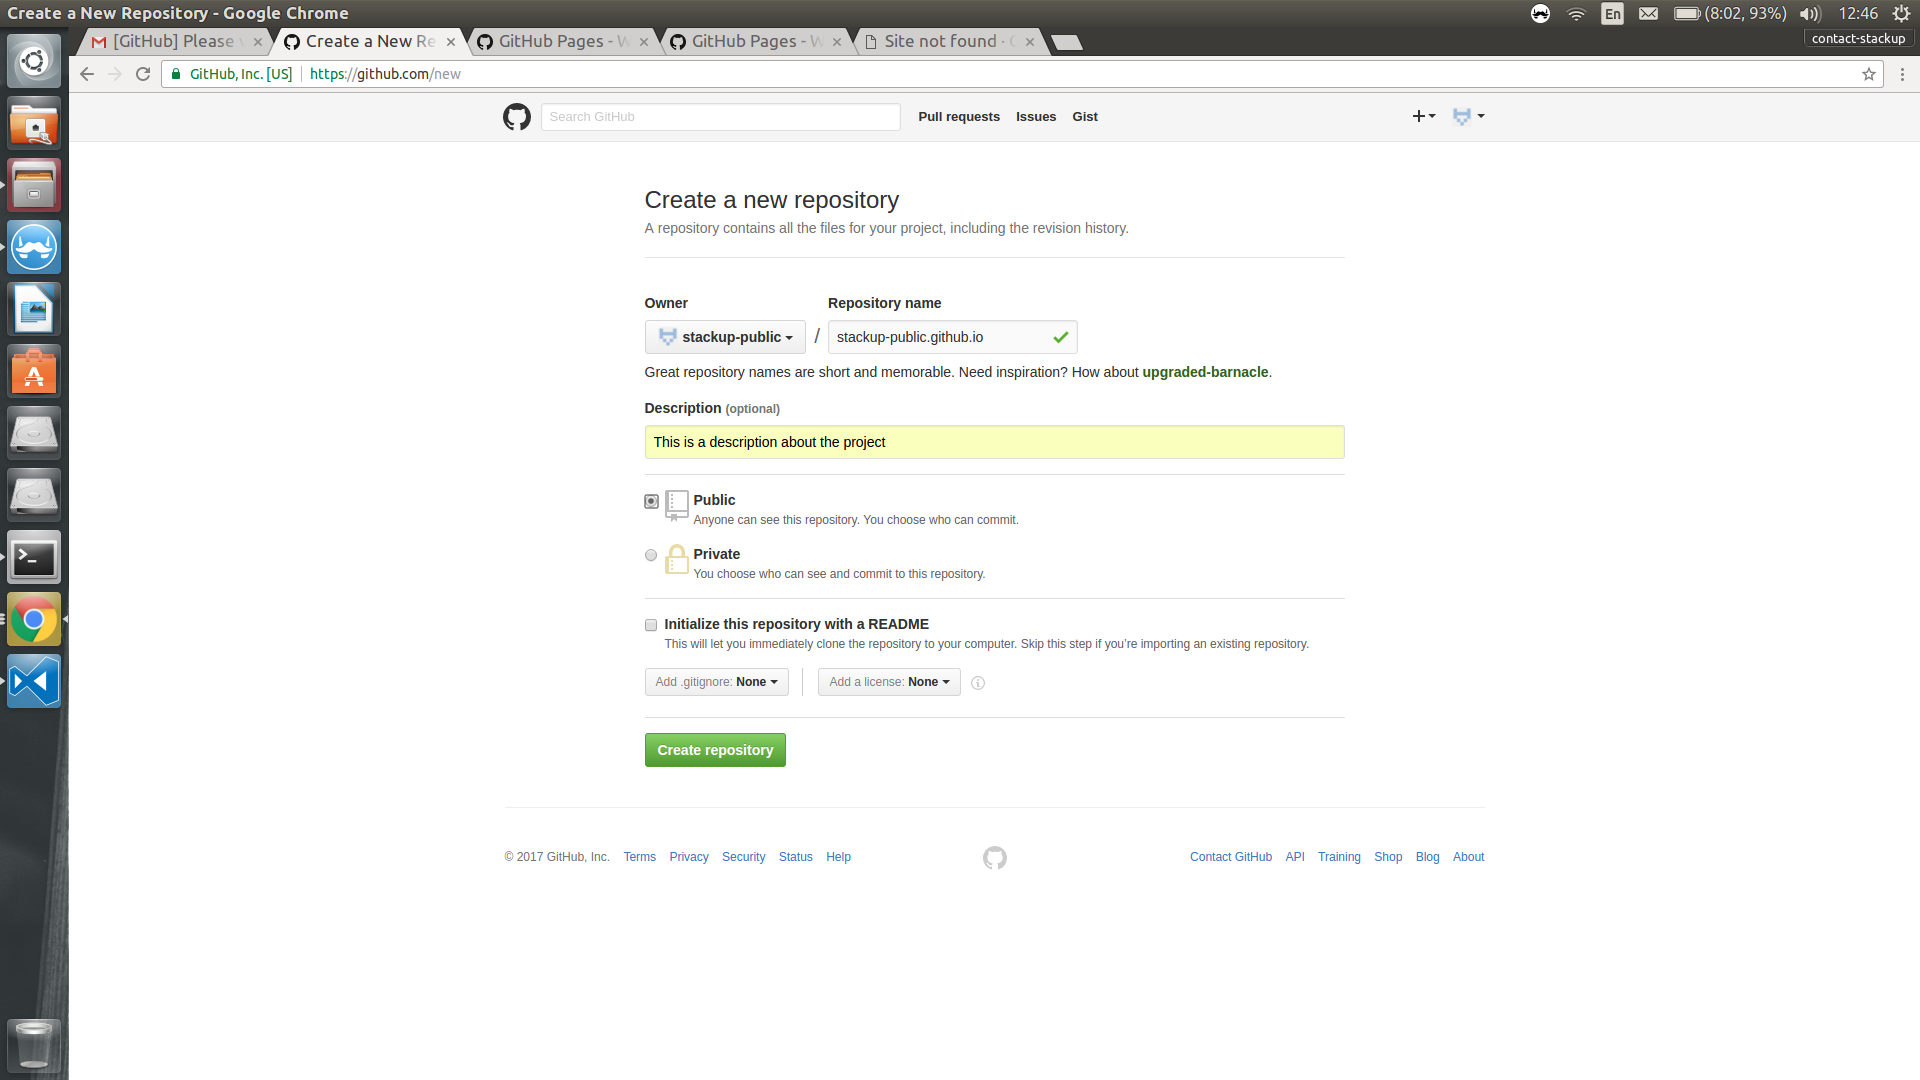 Create a New Repository - Google Chrome
En
(8:02, 93%)
12:46
[GitHub] Please
Create a New Re
GitHub Pages - W
GitHub Pages - W
Site not found ·
contact-stackup
GitHub, Inc. [US]
https://github.com/new
Search GitHub
Pull requests
Issues
Gist
Create a new repository
A repository contains all the files for your project, including the revision history.
Owner
Repository name
stackup-public / stackup-public.github.io
Great repository names are short and memorable. Need inspiration? How about upgraded-barnacle.
Description (optional)
This is a description about the project
Public
Anyone can see this repository. You choose who can commit.
Private
You choose who can see and commit to this repository.
Initialize this repository with a README
This will let you immediately clone the repository to your computer. Skip this step if you’re importing an existing repository.
Add .gitignore: None
Add a license: None
Create repository
© 2017 GitHub, Inc. Terms Privacy Security Status Help
Contact GitHub API Training Shop Blog About